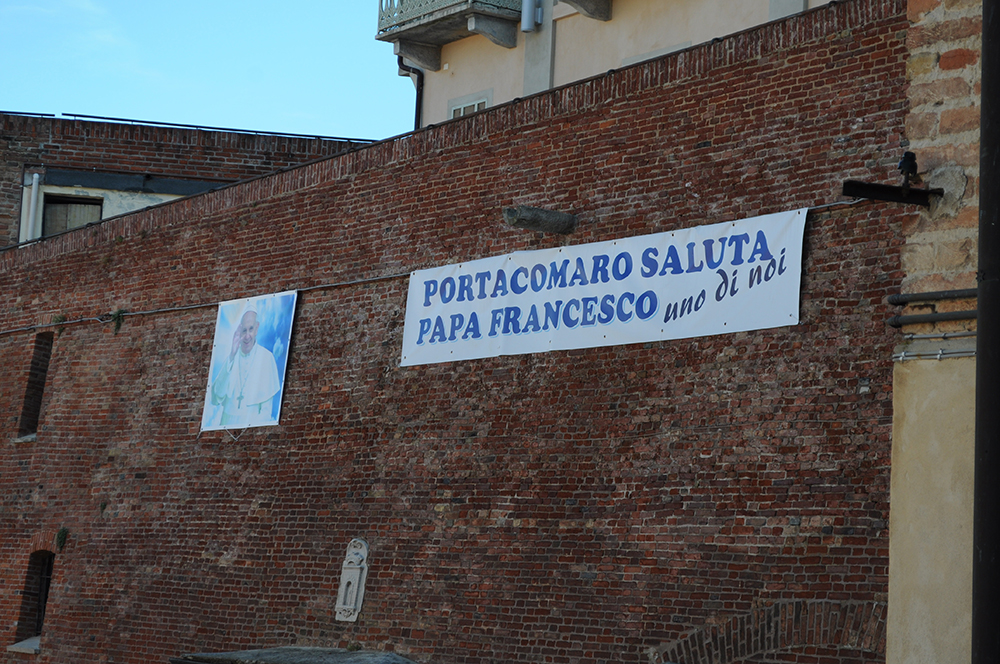 PORTACOMARO SALUTA
PAPA FRANCESCO uno di noi